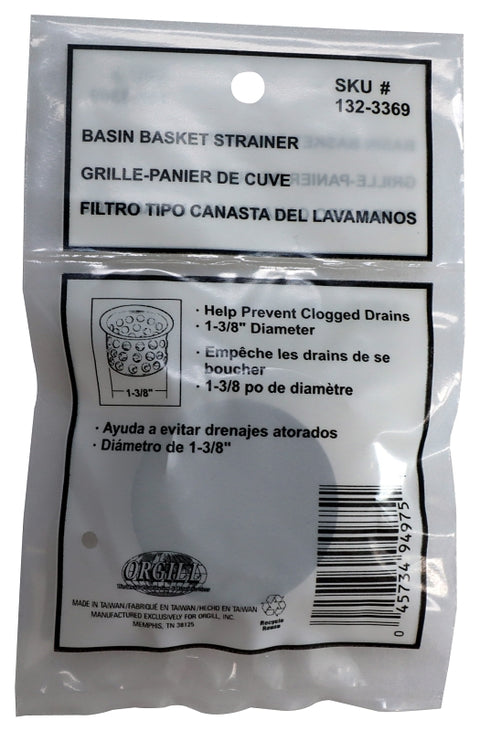 SKU #
132-3369
BASIN BASKET STRAINER
GRILLE-PANIER DE CUVE
FILTRO TIPO CANASTA DEL LAVAMANOS
· Help Prevent Clogged Drains
· 1-3/8" Diameter
· Empêche les drains de se
boucher
· 1-3/8 po de diamètre
1-3/8"
· Ayuda a evitar drenajes atorados
· Diámetro de 1-3/8"
ORGILL
MADE IN TAIWAN/FABRIQUÉ EN TAIWAN/HECHO EN TAIWAN
MANUFACTURED EXCLUSIVELY FOR ORGILL, INC.
MEMPHIS, TN 38125
Recycle
Reuse
0 45734 94975